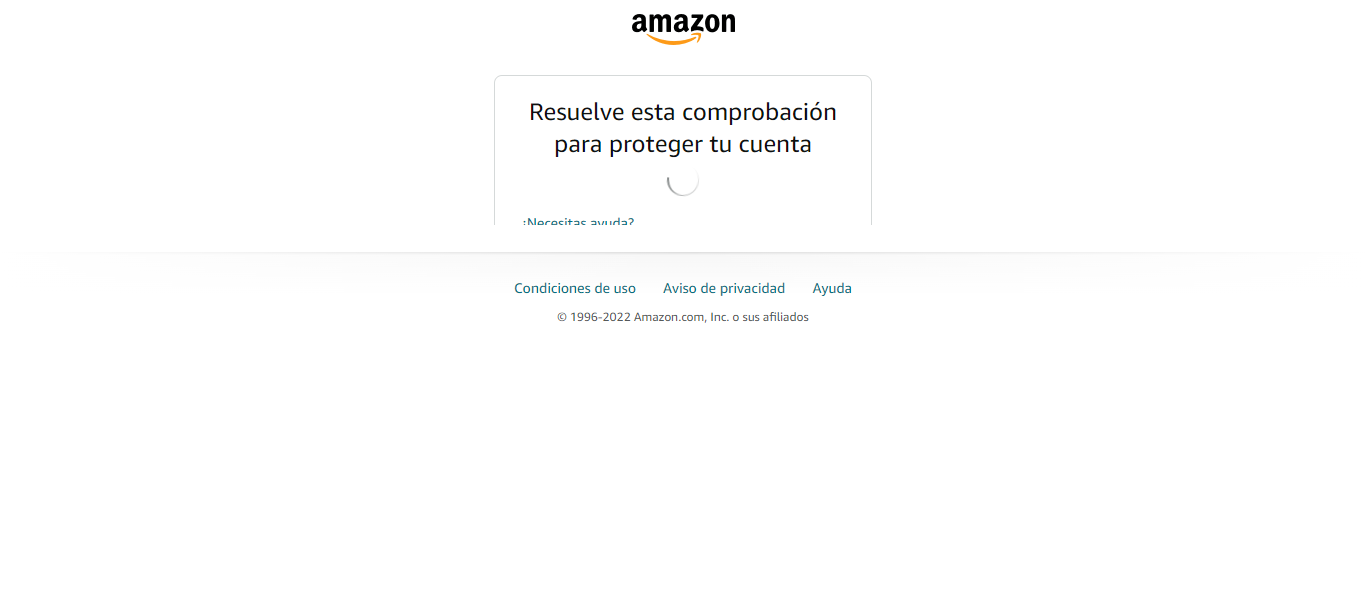 amazon
Resuelve esta comprobación
para proteger tu cuenta
¿Necesitas ayuda?
Condiciones de uso Aviso de privacidad Ayuda
© 1996-2022 Amazon.com, Inc. o sus afiliados